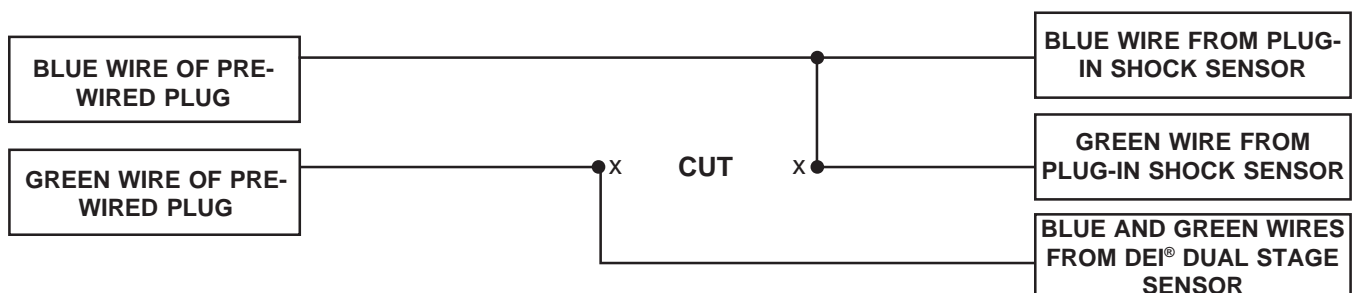 BLUE WIRE OF PRE-
WIRED PLUG
BLUE WIRE FROM PLUG-
IN SHOCK SENSOR
GREEN WIRE OF PRE-
WIRED PLUG
x CUT x
GREEN WIRE FROM
PLUG-IN SHOCK SENSOR
BLUE AND GREEN WIRES
FROM DEI® DUAL STAGE
SENSOR